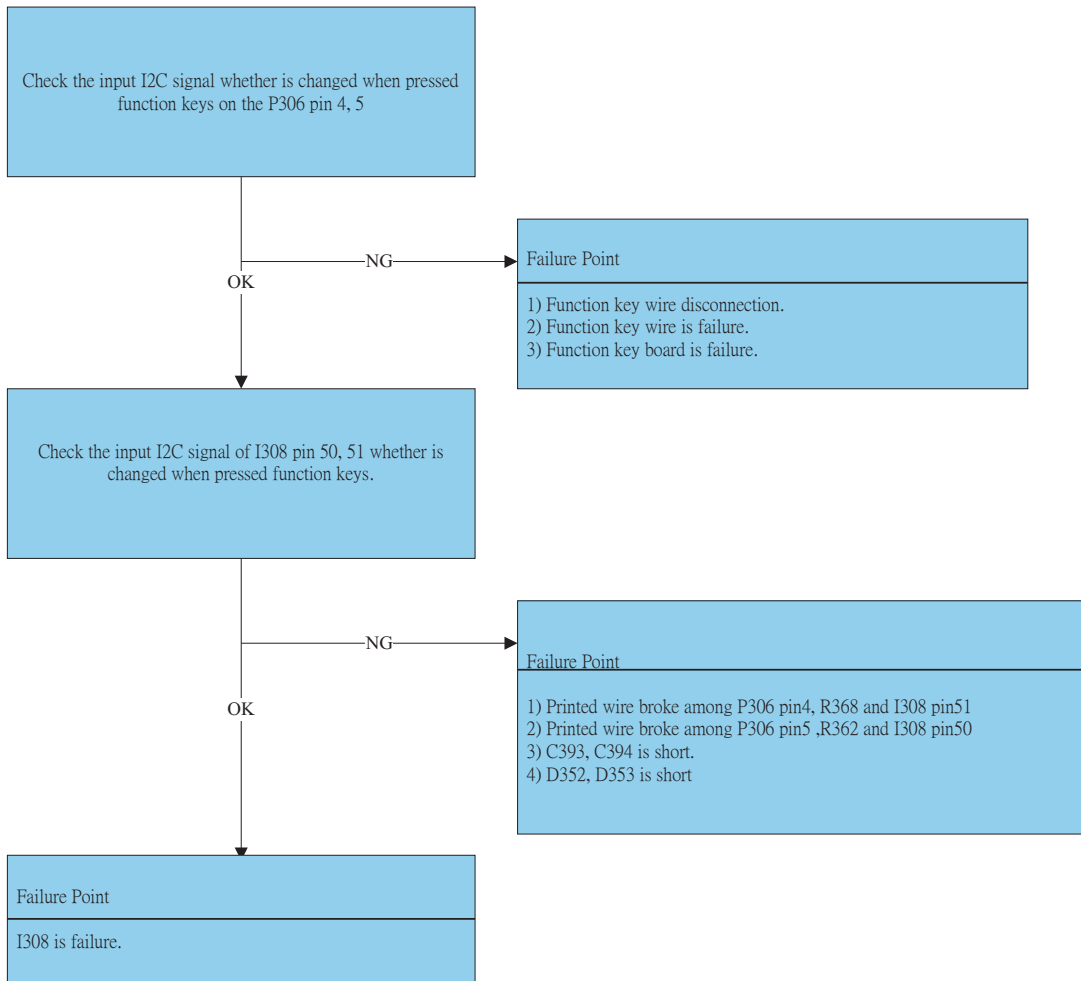 Check the input I2C signal whether is changed when pressed
function keys on the P306 pin 4, 5
NG
OK
Failure Point
1) Function key wire disconnection.
2) Function key wire is failure.
3) Function key board is failure.
Check the input I2C signal of I308 pin 50, 51 whether is
changed when pressed function keys.
NG
OK
Failure Point
1) Printed wire broke among P306 pin4, R368 and I308 pin51
2) Printed wire broke among P306 pin5 ,R362 and I308 pin50
3) C393, C394 is short.
4) D352, D353 is short
Failure Point
I308 is failure.